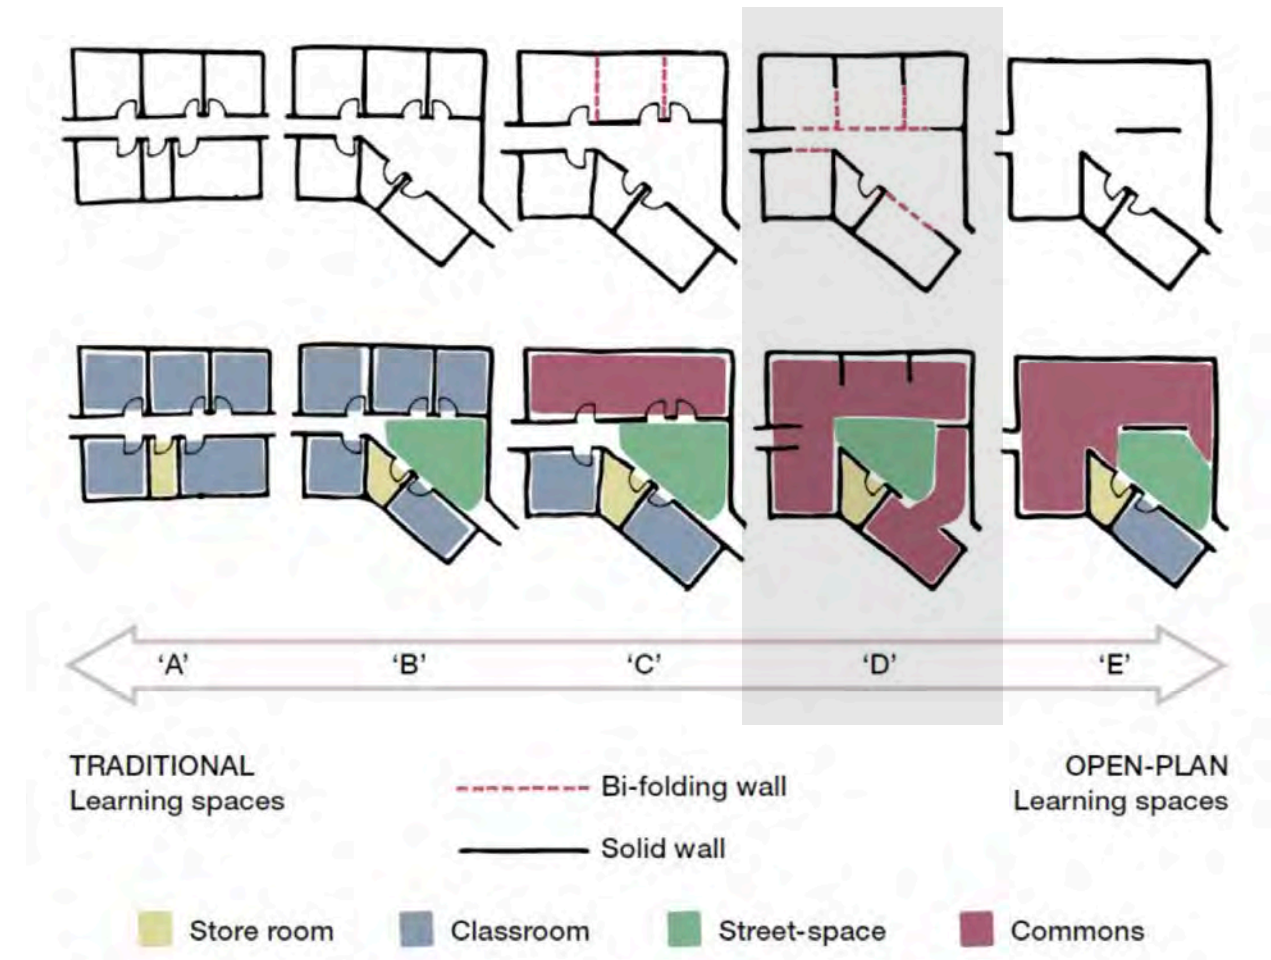 ‘A’ ‘B’ ‘C’ ‘D’ ‘E’
TRADITIONAL
Learning spaces
Bi-folding wall
Solid wall
OPEN-PLAN
Learning spaces
Store room
Classroom
Street-space
Commons